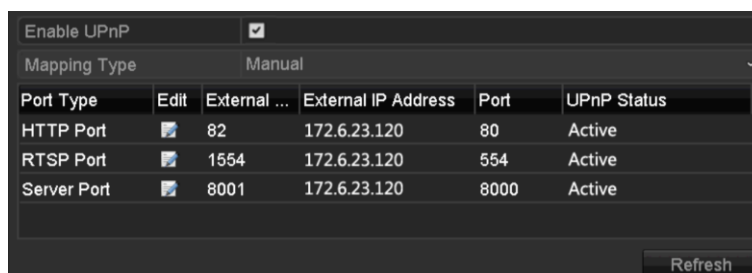 Enable UPnP
Mapping Type Manual
Port Type Edit External ... External IP Address Port UPnP Status
HTTP Port 82 172.6.23.120 80 Active
RTSP Port 1554 172.6.23.120 554 Active
Server Port 8001 172.6.23.120 8000 Active
Refresh